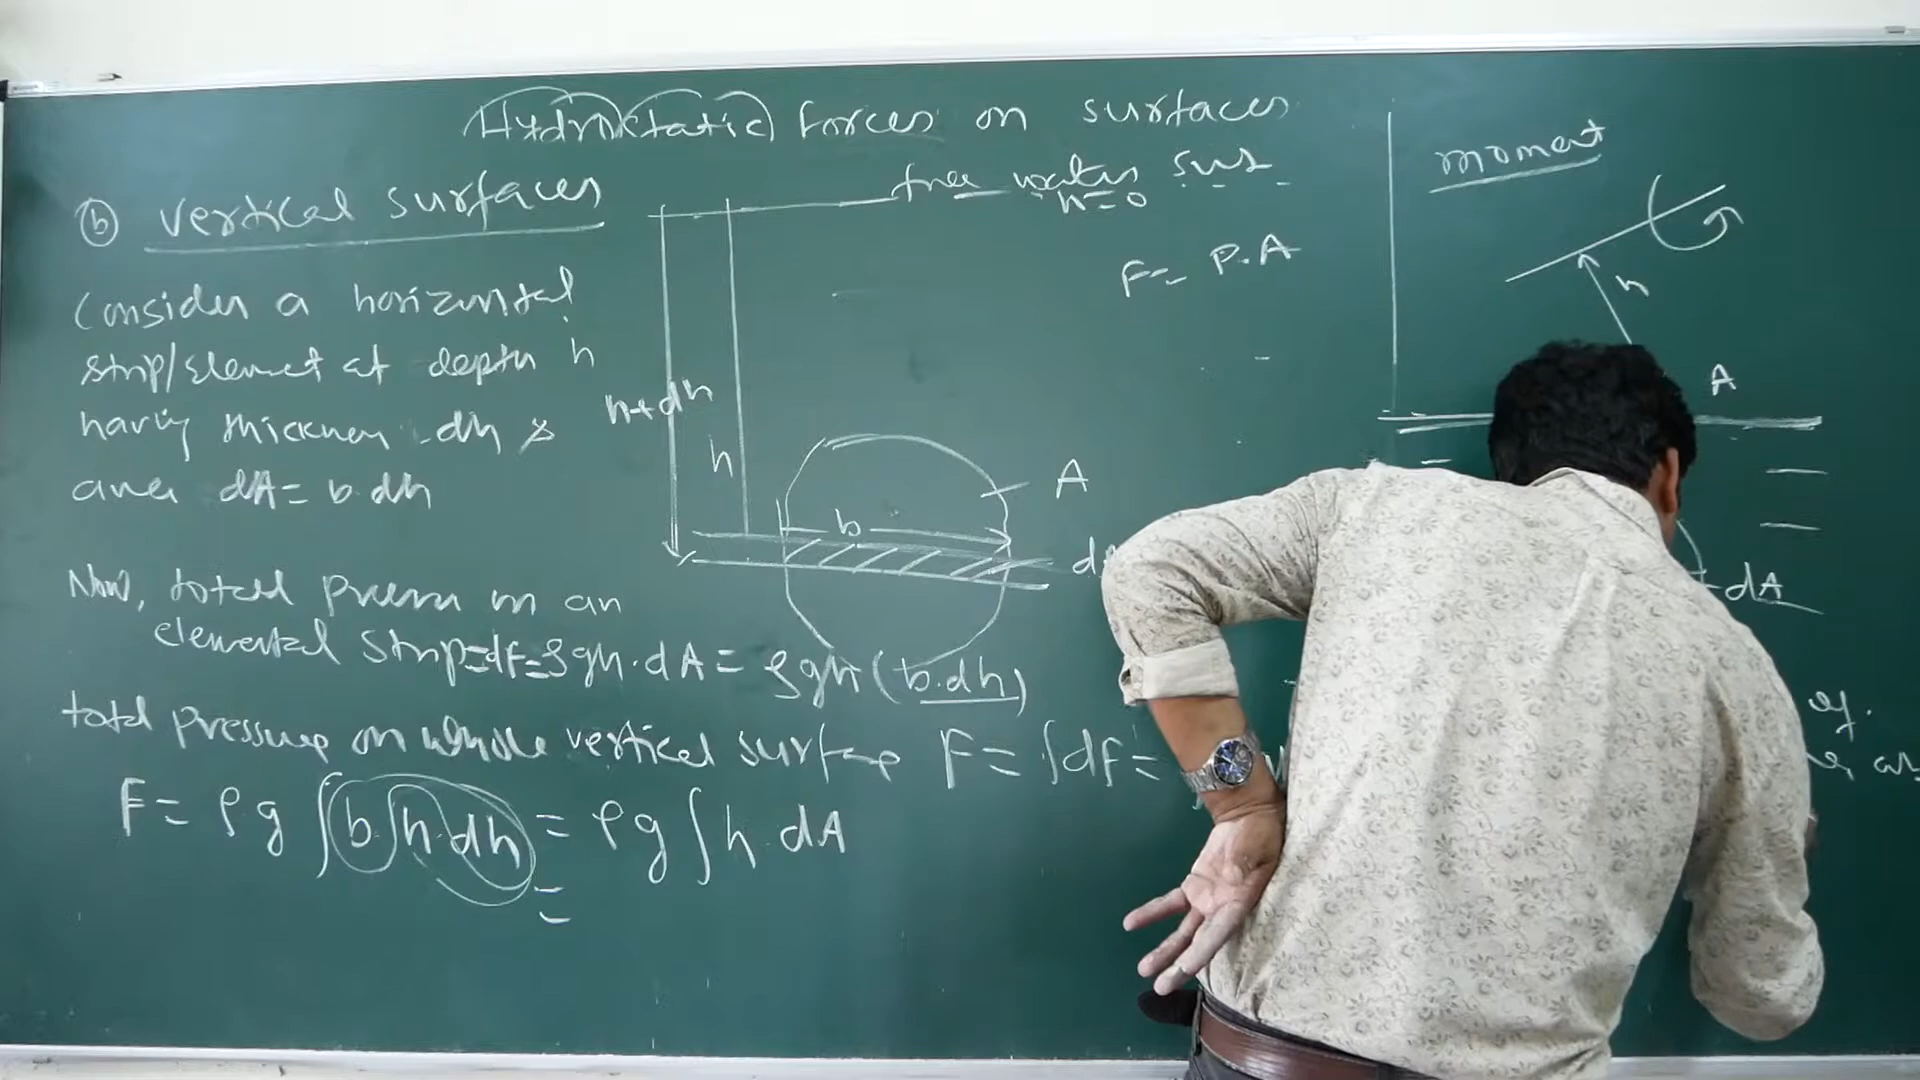 Hydrostatic Forces on surfaces
ⓑ vertical surfaces
Consider a horizontal
strip/element at depth h
having thickness dh &
area dA = b.dh
Now, total pressure on an
elemental strip = dF = ρgh.dA = ρgh (b.dh)
total pressure on whole vertical surface F = ∫dF =
F = ρg ∫b h.dh = ρg ∫h.dA
=
free water sur
h=0
F = P.A
h+dh
h
b
A
moment
h
A
dA